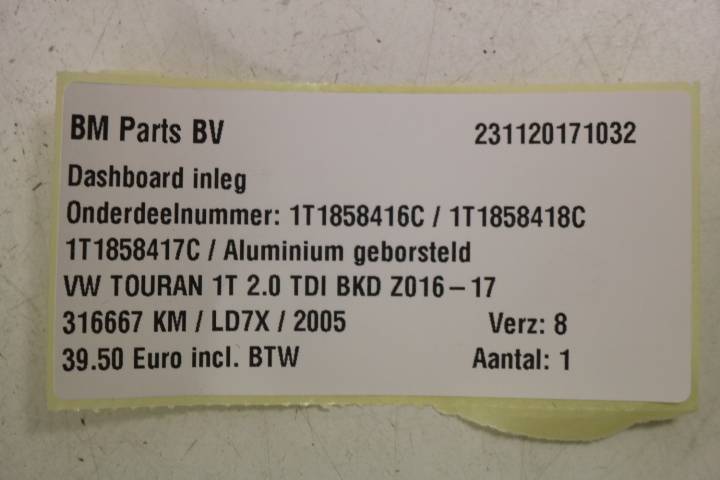 BM Parts BV 231120171032
Dashboard inleg
Onderdeelnummer: 1T1858416C / 1T1858418C
1T1858417C / Aluminium geborsteld
VW TOURAN 1T 2.0 TDI BKD Z016-17
316667 KM / LD7X / 2005 Verz: 8
39.50 Euro incl. BTW Aantal: 1